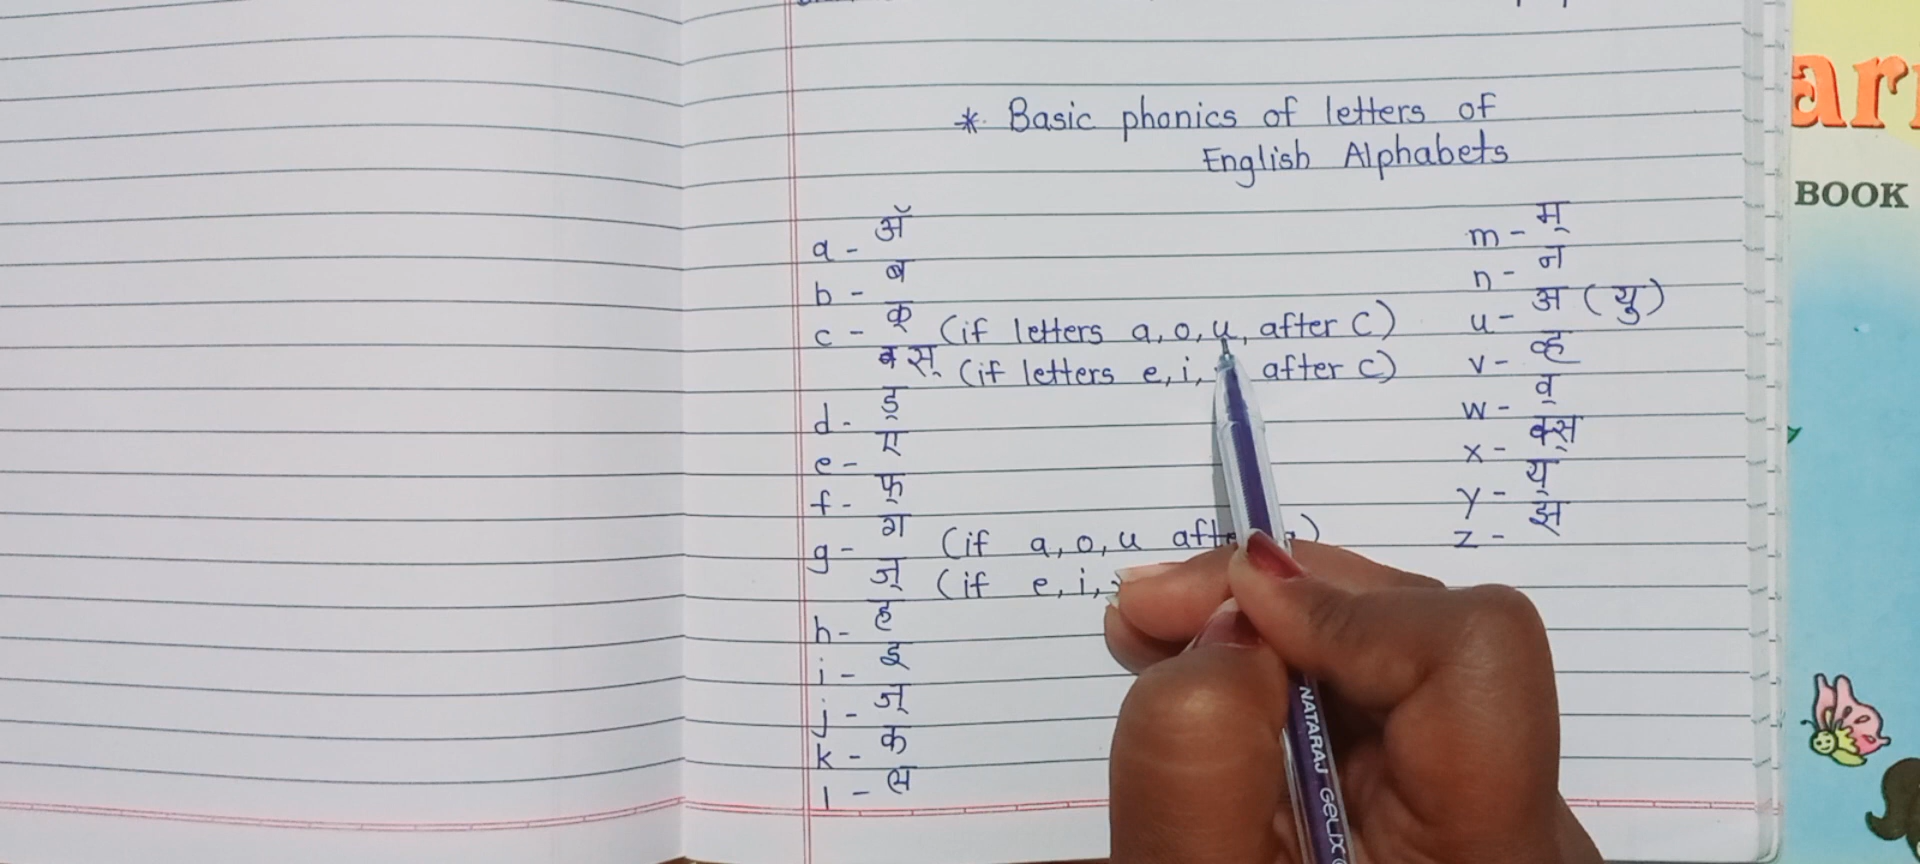 * Basic phonics of letters of
English Alphabets
a - ॲ
b - ब
c - क् (if letters a, o, u, after c)
स् (if letters e, i, after c)
d - ड्
e - ए
f - फ्
g - ग (if a, o, u
ज् (if e, i,
h - ह
i - इ
j - ज्
k - क
l - ल
m - म्
n - न
u - अ (यु)
v - व्ह
w - व्
x - क्स्
y - य्
z - झ
BOOK
NATARAJ GELIX